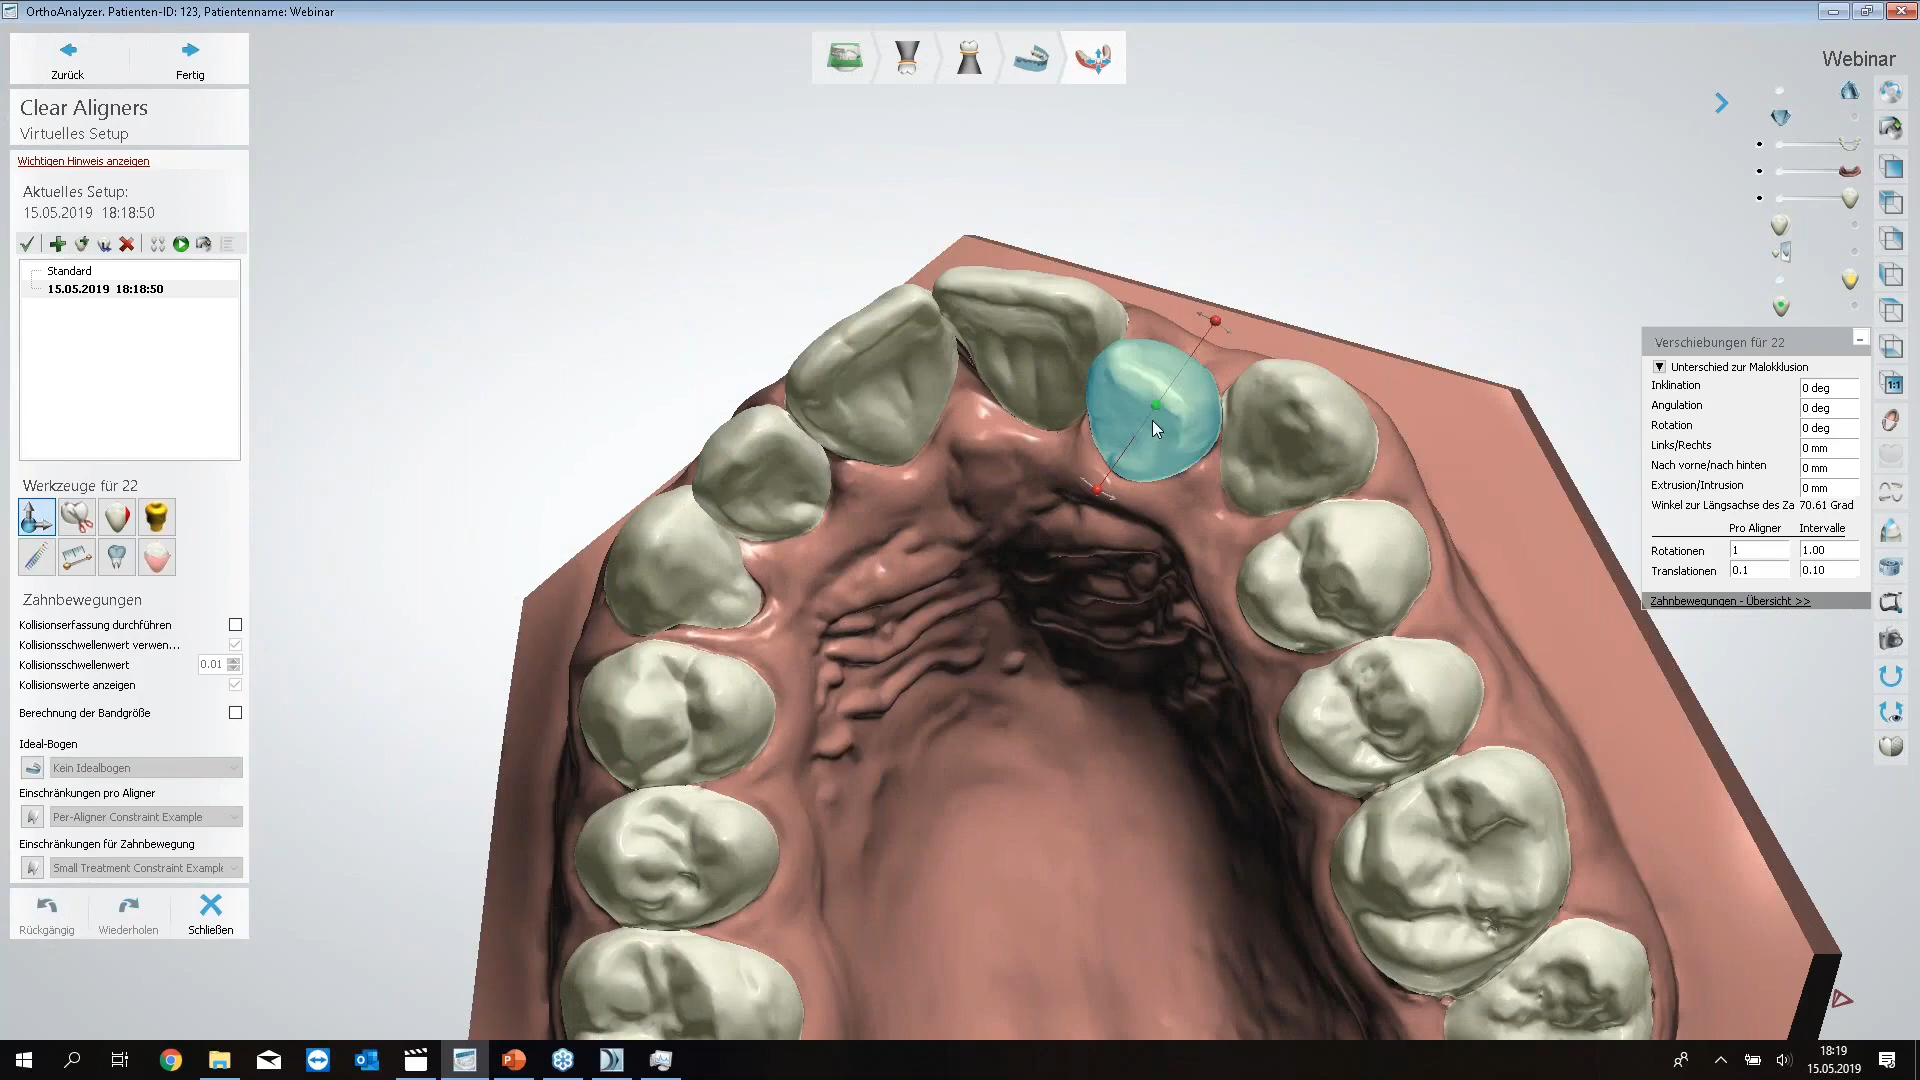 OrthoAnalyzer. Patienten-ID: 123, Patientenname: Webinar
Zurück
Fertig
Clear Aligners
Virtuelles Setup
Wichtigen Hinweis anzeigen
Aktuelles Setup:
15.05.2019 18:18:50
Standard
15.05.2019 18:18:50
Werkzeuge für 22
Zahnbewegungen
Kollisionserfassung durchführen
Kollisionsschwellenwert verwen...
Kollisionsschwellenwert 0.01
Kollisionswerte anzeigen
Berechnung der Bandgröße
Ideal-Bogen
Kein Idealbogen
Einschränkungen pro Aligner
Per-Aligner Constraint Example
Einschränkungen für Zahnbewegung
Small Treatment Constraint Example
Rückgängig
Wiederholen
Schließen
Webinar
1:1
Verschiebungen für 22
Unterschied zur Malokklusion
Inklination 0 deg
Angulation 0 deg
Rotation 0 deg
Links/Rechts 0 mm
Nach vorne/nach hinten 0 mm
Extrusion/Intrusion 0 mm
Winkel zur Längsachse des Za 70.61 Grad
Pro Aligner Intervalle
Rotationen 1 1.00
Translationen 0.1 0.10
Zahnbewegungen - Übersicht >>
18:19
15.05.2019